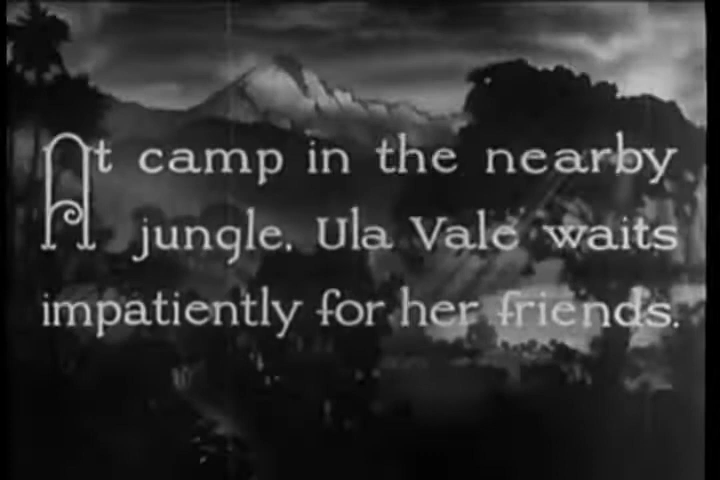 At camp in the nearby
jungle, Ula Vale waits
impatiently for her friends.